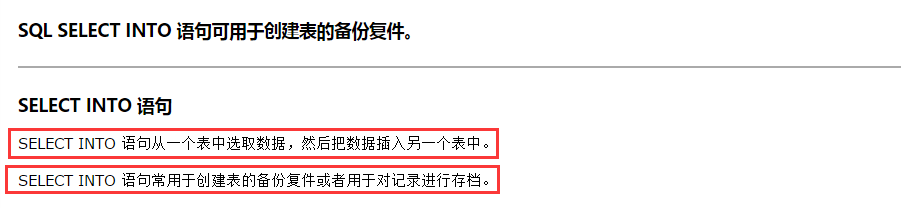 SQL SELECT INTO 语句可用于创建表的备份复件。
SELECT INTO 语句
SELECT INTO 语句从一个表中选取数据，然后把数据插入另一个表中。
SELECT INTO 语句常用于创建表的备份复件或者用于对记录进行存档。